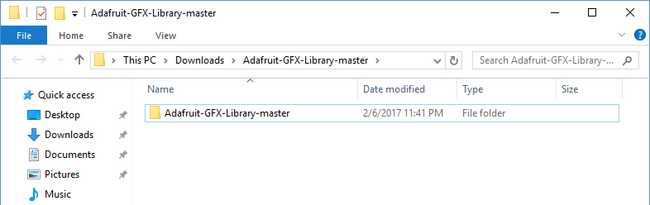 Adafruit-GFX-Library-master
File Home Share View
This PC Downloads Adafruit-GFX-Library-master Search Adafruit-GFX-Library-...
Name Date modified Type Size
Quick access
Adafruit-GFX-Library-master 2/6/2017 11:41 PM File folder
Desktop
Downloads
Documents
Pictures
Music